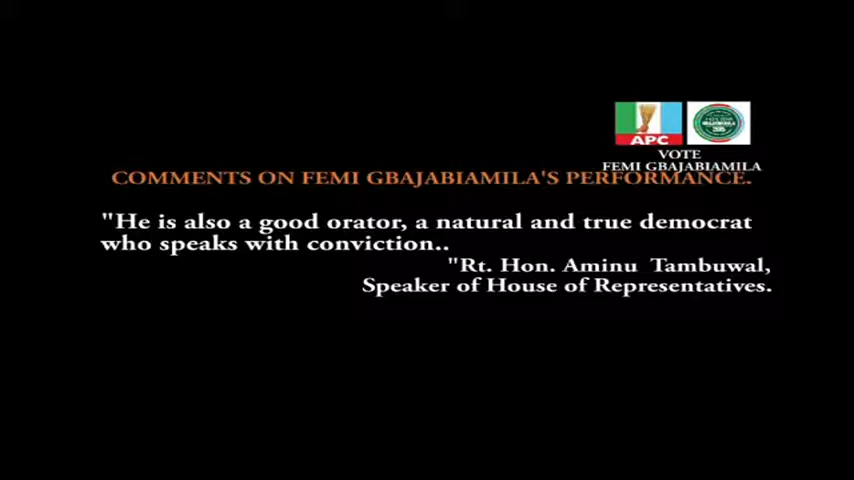 APC
VOTE
FEMI GBAJABIAMILA
COMMENTS ON FEMI GBAJABIAMILA'S PERFORMANCE.
"He is also a good orator, a natural and true democrat
who speaks with conviction..
"Rt. Hon. Aminu Tambuwal,
Speaker of House of Representatives.